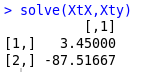 > solve(XtX,Xty)
[,1]
[1,] 3.45000
[2,] -87.51667